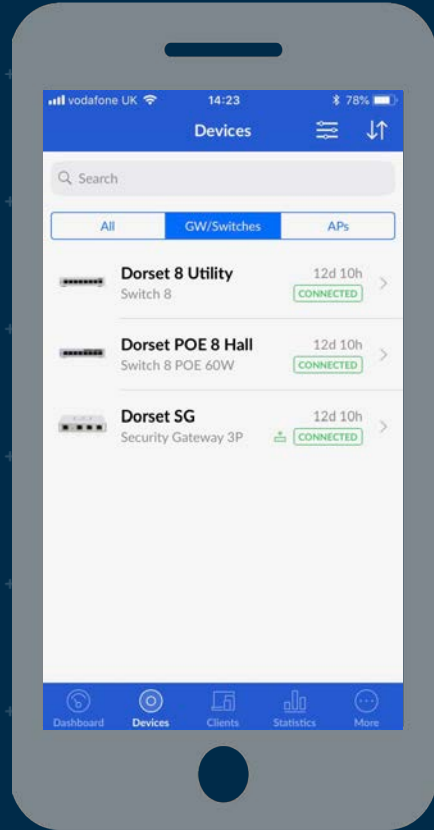 vodafone UK 14:23 78%
Devices
Search
All GW/Switches APs
Dorset 8 Utility 12d 10h
Switch 8 CONNECTED
Dorset POE 8 Hall 12d 10h
Switch 8 POE 60W CONNECTED
Dorset SG 12d 10h
Security Gateway 3P CONNECTED
Dashboard Devices Clients Statistics More